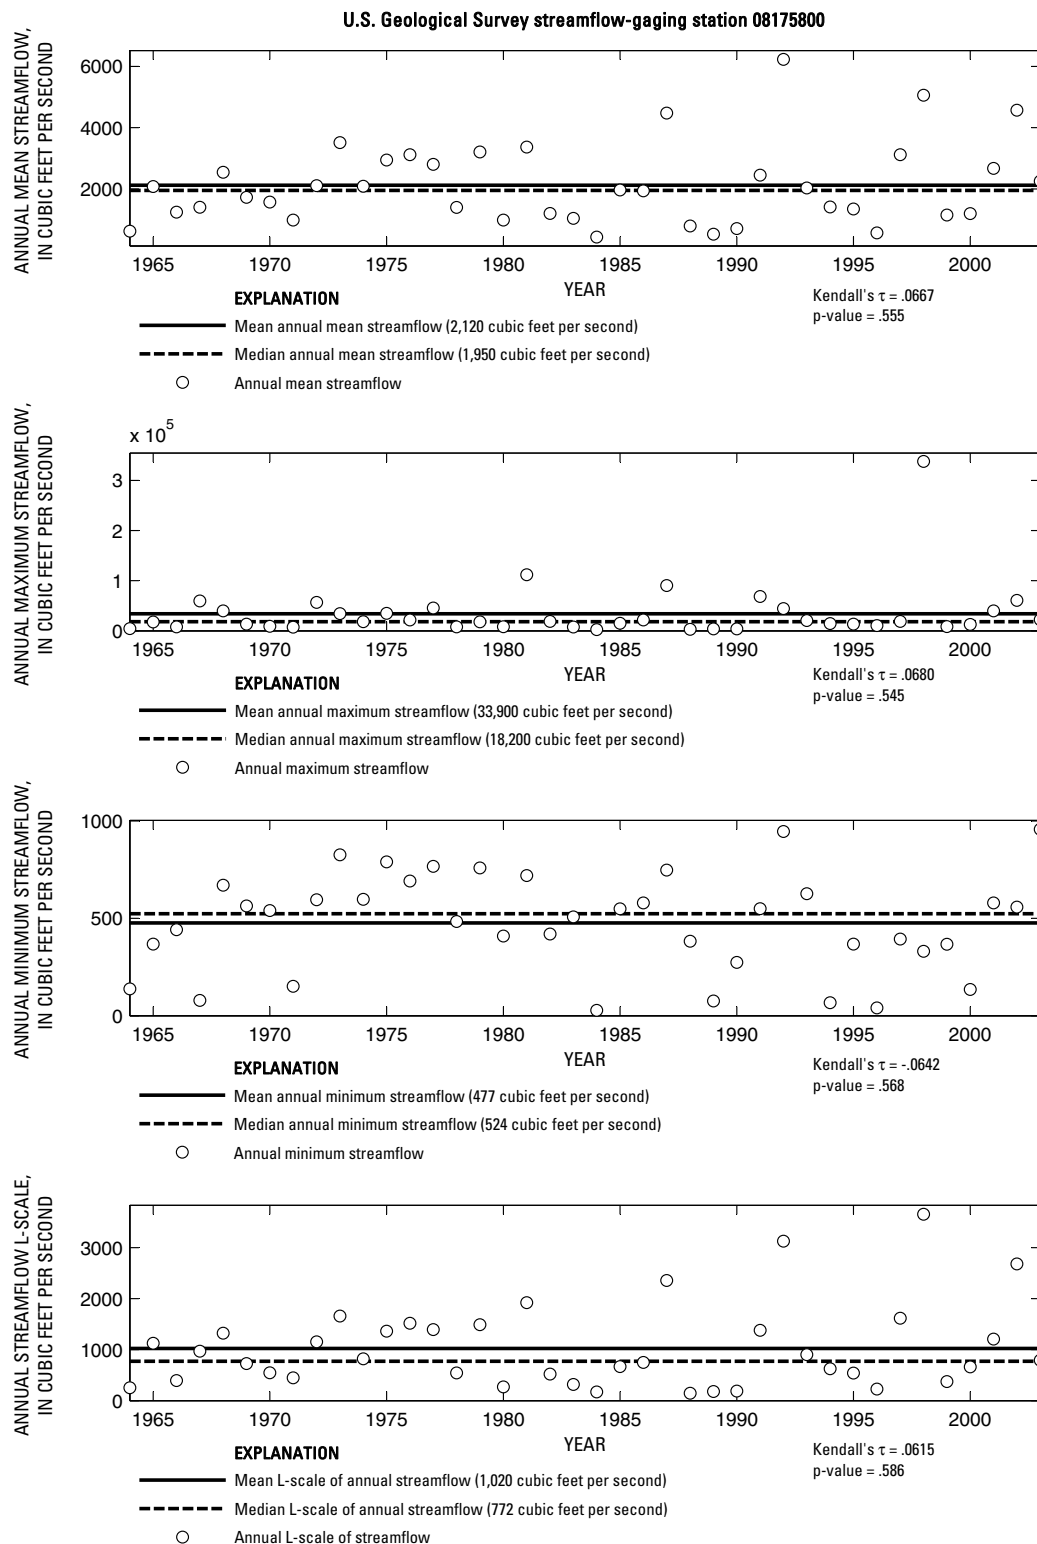 U.S. Geological Survey streamflow-gaging station 08175800
ANNUAL MEAN STREAMFLOW,
IN CUBIC FEET PER SECOND
6000
4000
2000
1965 1970 1975 1980 1985 1990 1995 2000
YEAR
EXPLANATION
Mean annual mean streamflow (2,120 cubic feet per second)
Median annual mean streamflow (1,950 cubic feet per second)
Annual mean streamflow
Kendall's τ = .0667
p-value = .555
ANNUAL MAXIMUM STREAMFLOW,
IN CUBIC FEET PER SECOND
x 10^5
3
2
1
0
1965 1970 1975 1980 1985 1990 1995 2000
YEAR
EXPLANATION
Mean annual maximum streamflow (33,900 cubic feet per second)
Median annual maximum streamflow (18,200 cubic feet per second)
Annual maximum streamflow
Kendall's τ = .0680
p-value = .545
ANNUAL MINIMUM STREAMFLOW,
IN CUBIC FEET PER SECOND
1000
500
0
1965 1970 1975 1980 1985 1990 1995 2000
YEAR
EXPLANATION
Mean annual minimum streamflow (477 cubic feet per second)
Median annual minimum streamflow (524 cubic feet per second)
Annual minimum streamflow
Kendall's τ = -.0642
p-value = .568
ANNUAL STREAMFLOW L-SCALE,
IN CUBIC FEET PER SECOND
3000
2000
1000
0
1965 1970 1975 1980 1985 1990 1995 2000
YEAR
EXPLANATION
Mean L-scale of annual streamflow (1,020 cubic feet per second)
Median L-scale of annual streamflow (772 cubic feet per second)
Annual L-scale of streamflow
Kendall's τ = .0615
p-value = .586